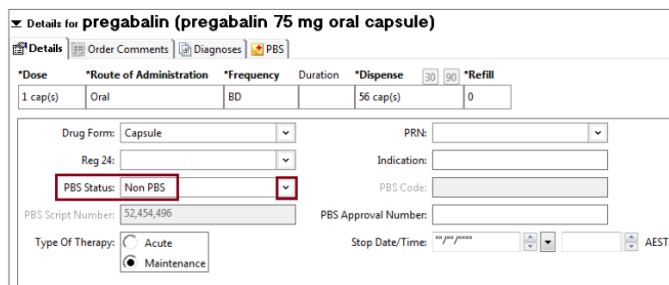 Details for pregabalin (pregabalin 75 mg oral capsule)
Details Order Comments Diagnoses PBS
*Dose *Route of Administration *Frequency Duration *Dispense 30 90 *Refill
1 cap(s) Oral BD 56 cap(s) 0
Drug Form: Capsule PRN:
Reg 24: Indication:
PBS Status: Non PBS PBS Code:
PBS Script Number: 52,454,496 PBS Approval Number:
Type Of Therapy: Acute Stop Date/Time: **/**/**** AEST
Maintenance